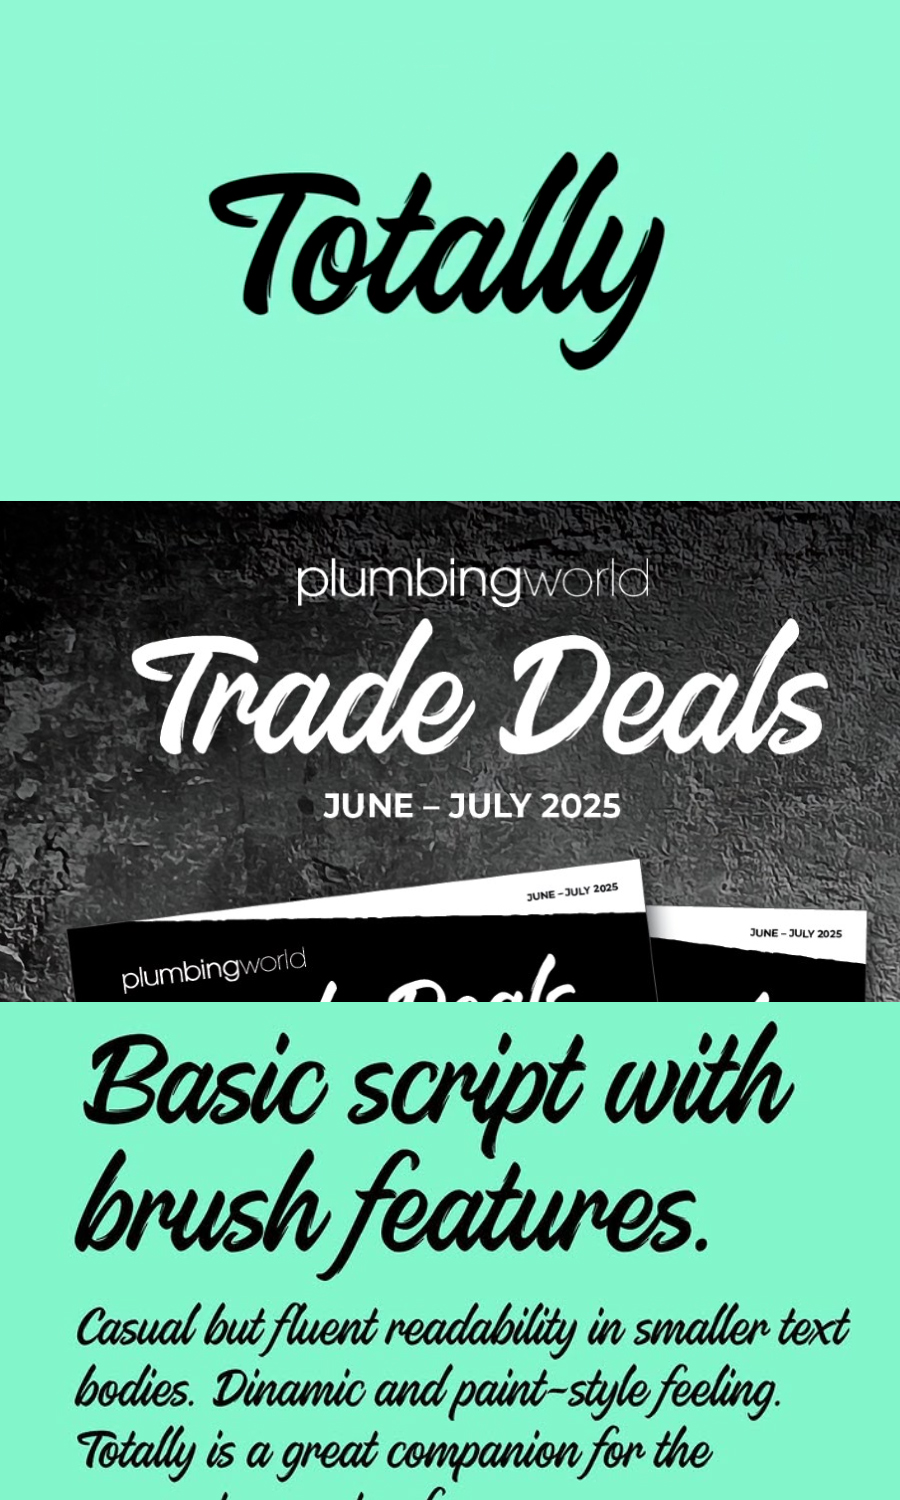 Totally
plumbingworld
Trade Deals
JUNE – JULY 2025
JUNE –JULY 2025
JUNE – JULY 2025
plumbingworld
Deals
Basic script with
brush features.
Casual but fluent readability in smaller text
bodies. Dinamic and paint-style feeling.
Totally is a great companion for the